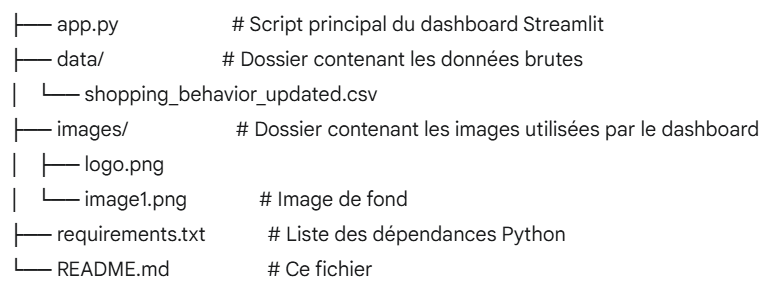 ├── app.py # Script principal du dashboard Streamlit
├── data/ # Dossier contenant les données brutes
│ └── shopping_behavior_updated.csv
├── images/ # Dossier contenant les images utilisées par le dashboard
│ ├── logo.png
│ └── image1.png # Image de fond
├── requirements.txt # Liste des dépendances Python
└── README.md # Ce fichier